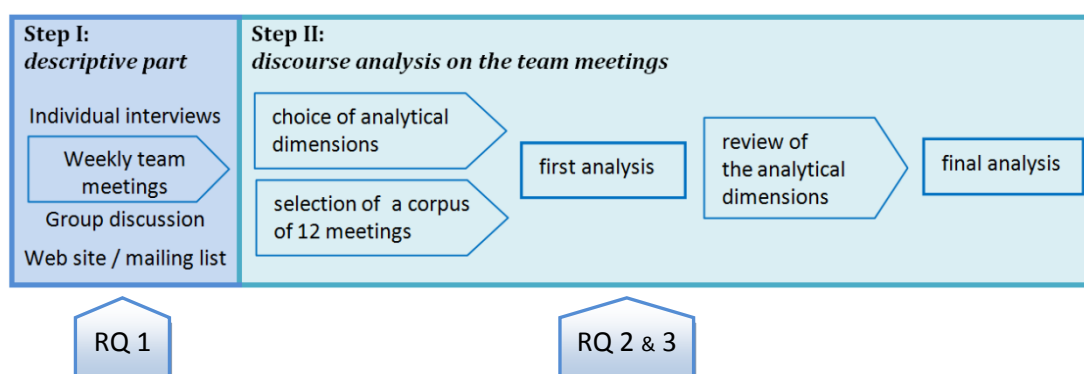 Step I:
descriptive part
Individual interviews
Weekly team
meetings
Group discussion
Web site / mailing list
Step II:
discourse analysis on the team meetings
choice of analytical
dimensions
selection of a corpus
of 12 meetings
first analysis
review of
the analytical
dimensions
final analysis
RQ 1
RQ 2 & 3